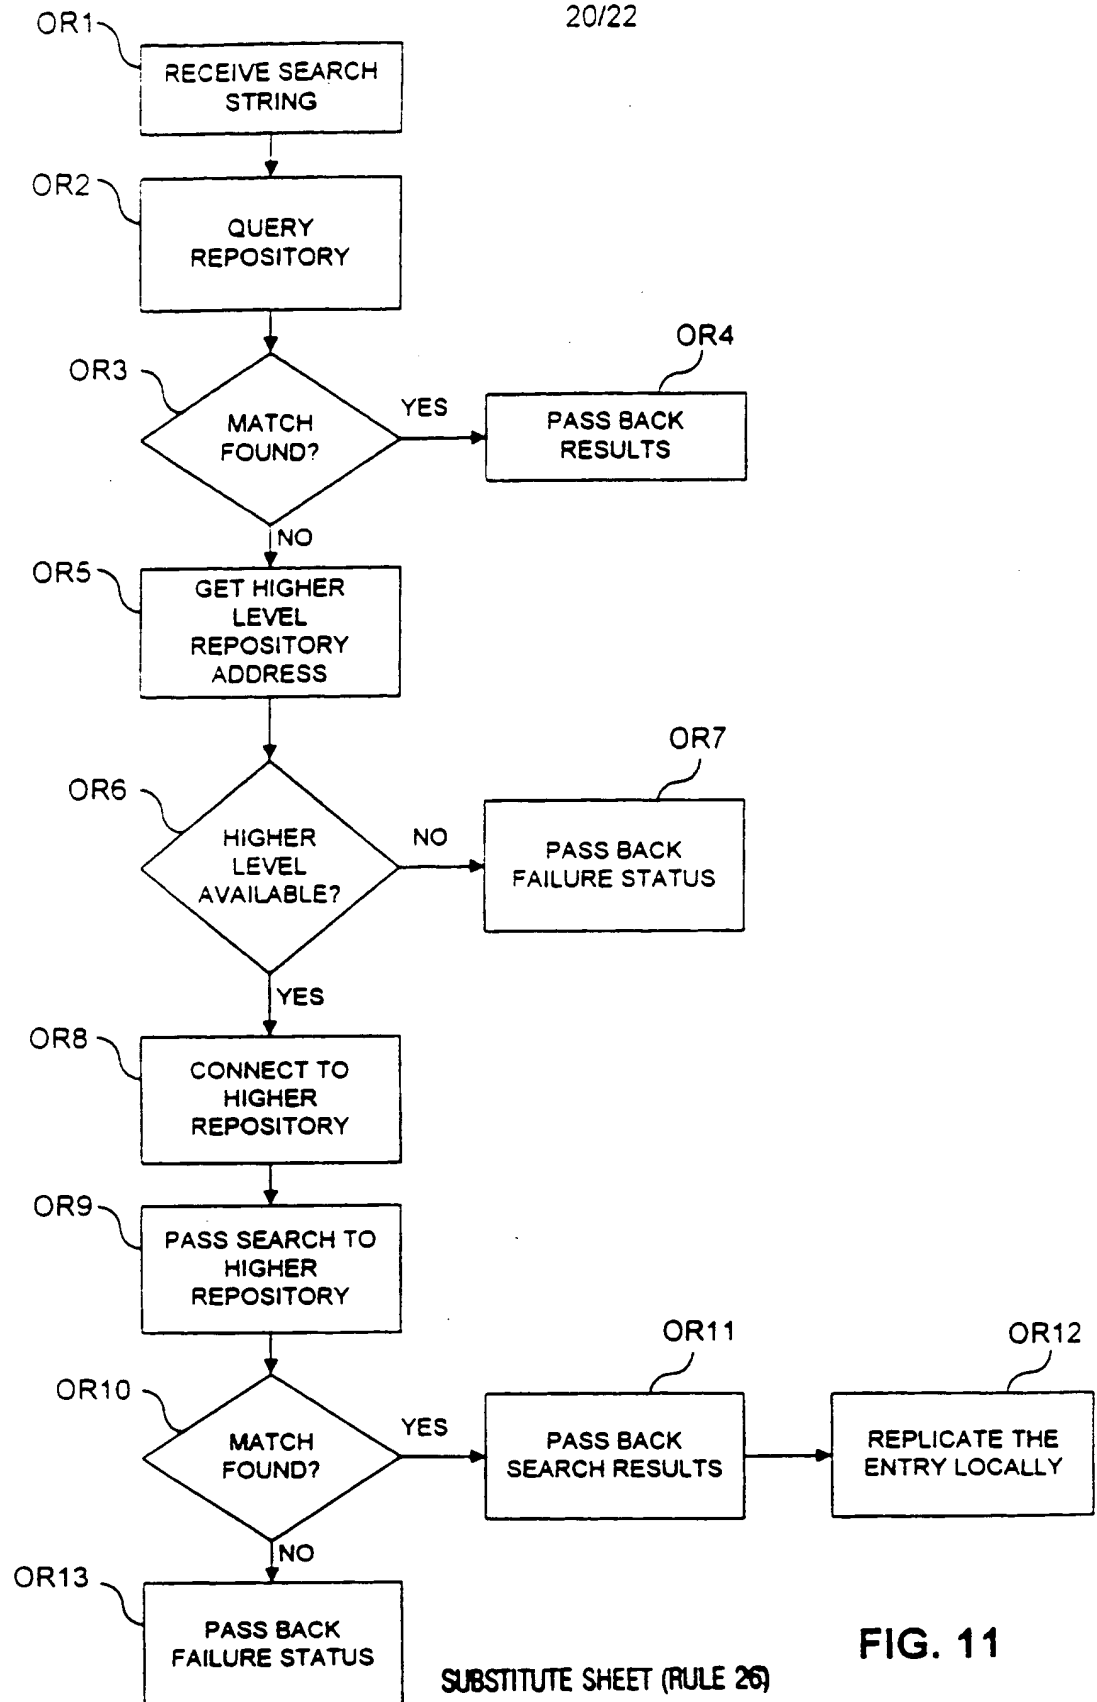 20/22
OR1
RECEIVE SEARCH
STRING
OR2
QUERY
REPOSITORY
OR3
MATCH
FOUND?
YES
OR4
PASS BACK
RESULTS
NO
OR5
GET HIGHER
LEVEL
REPOSITORY
ADDRESS
OR6
HIGHER
LEVEL
AVAILABLE?
NO
OR7
PASS BACK
FAILURE STATUS
YES
OR8
CONNECT TO
HIGHER
REPOSITORY
OR9
PASS SEARCH TO
HIGHER
REPOSITORY
OR10
MATCH
FOUND?
YES
OR11
PASS BACK
SEARCH RESULTS
OR12
REPLICATE THE
ENTRY LOCALLY
NO
OR13
PASS BACK
FAILURE STATUS
FIG. 11
SUBSTITUTE SHEET (RULE 26)